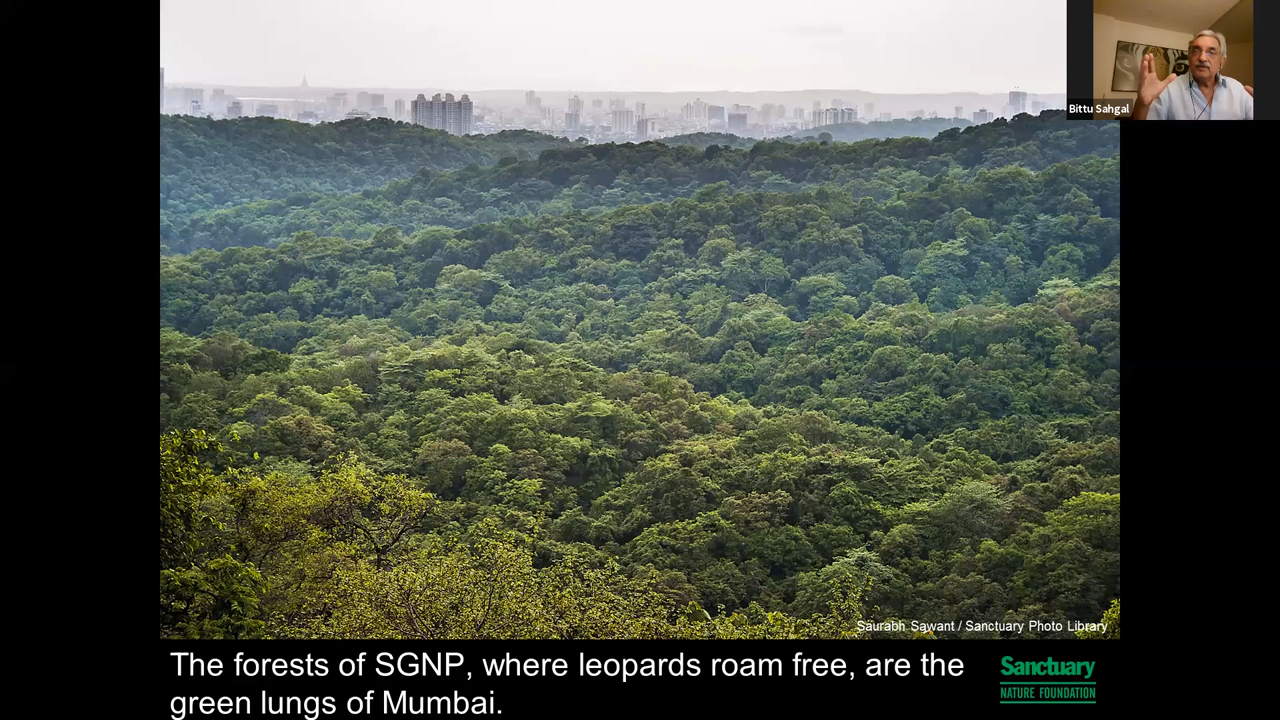 Bittu Sahgal
Saurabh Sawant / Sanctuary Photo Library
The forests of SGNP, where leopards roam free, are the
green lungs of Mumbai.
Sanctuary
NATURE FOUNDATION